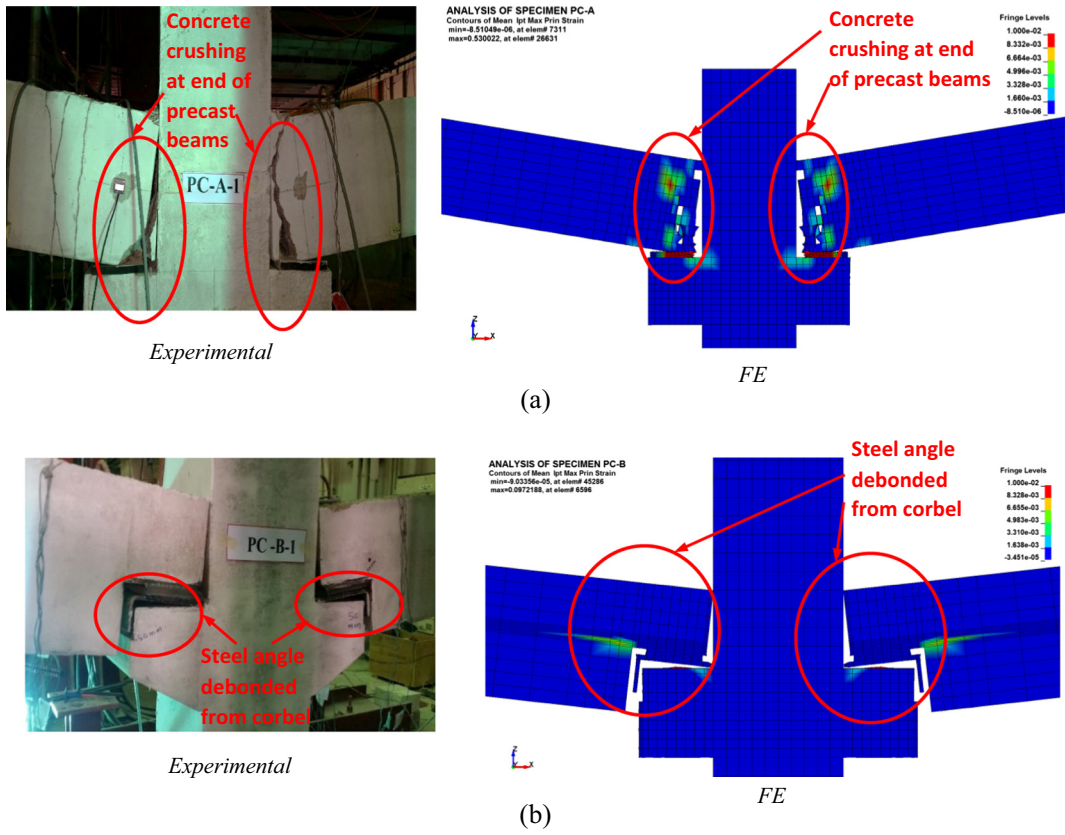 Concrete
crushing
at end of
precast
beams
PC-A-1
Experimental
ANALYSIS OF SPECIMEN PC-A
Contours of Mean Ipt Max Prin Strain
min=-8.51049e-06, at elem# 7311
max=0.530022, at elem# 26631
Concrete
crushing at end
of precast beams
Fringe Levels
1.000e-02
8.332e-03
6.664e-03
4.996e-03
3.328e-03
1.660e-03
-8.510e-06
Z
Y
X
FE
(a)
PC-B-1
50mm
50
mm
Steel angle
debonded
from corbel
Experimental
ANALYSIS OF SPECIMEN PC-B
Contours of Mean Ipt Max Prin Strain
min=-9.03356e-05, at elem# 45286
max=0.0972188, at elem# 6596
Steel angle
debonded
from corbel
Fringe Levels
1.000e-02
8.328e-03
6.655e-03
4.983e-03
3.310e-03
1.638e-03
-3.451e-05
Z
Y
X
FE
(b)